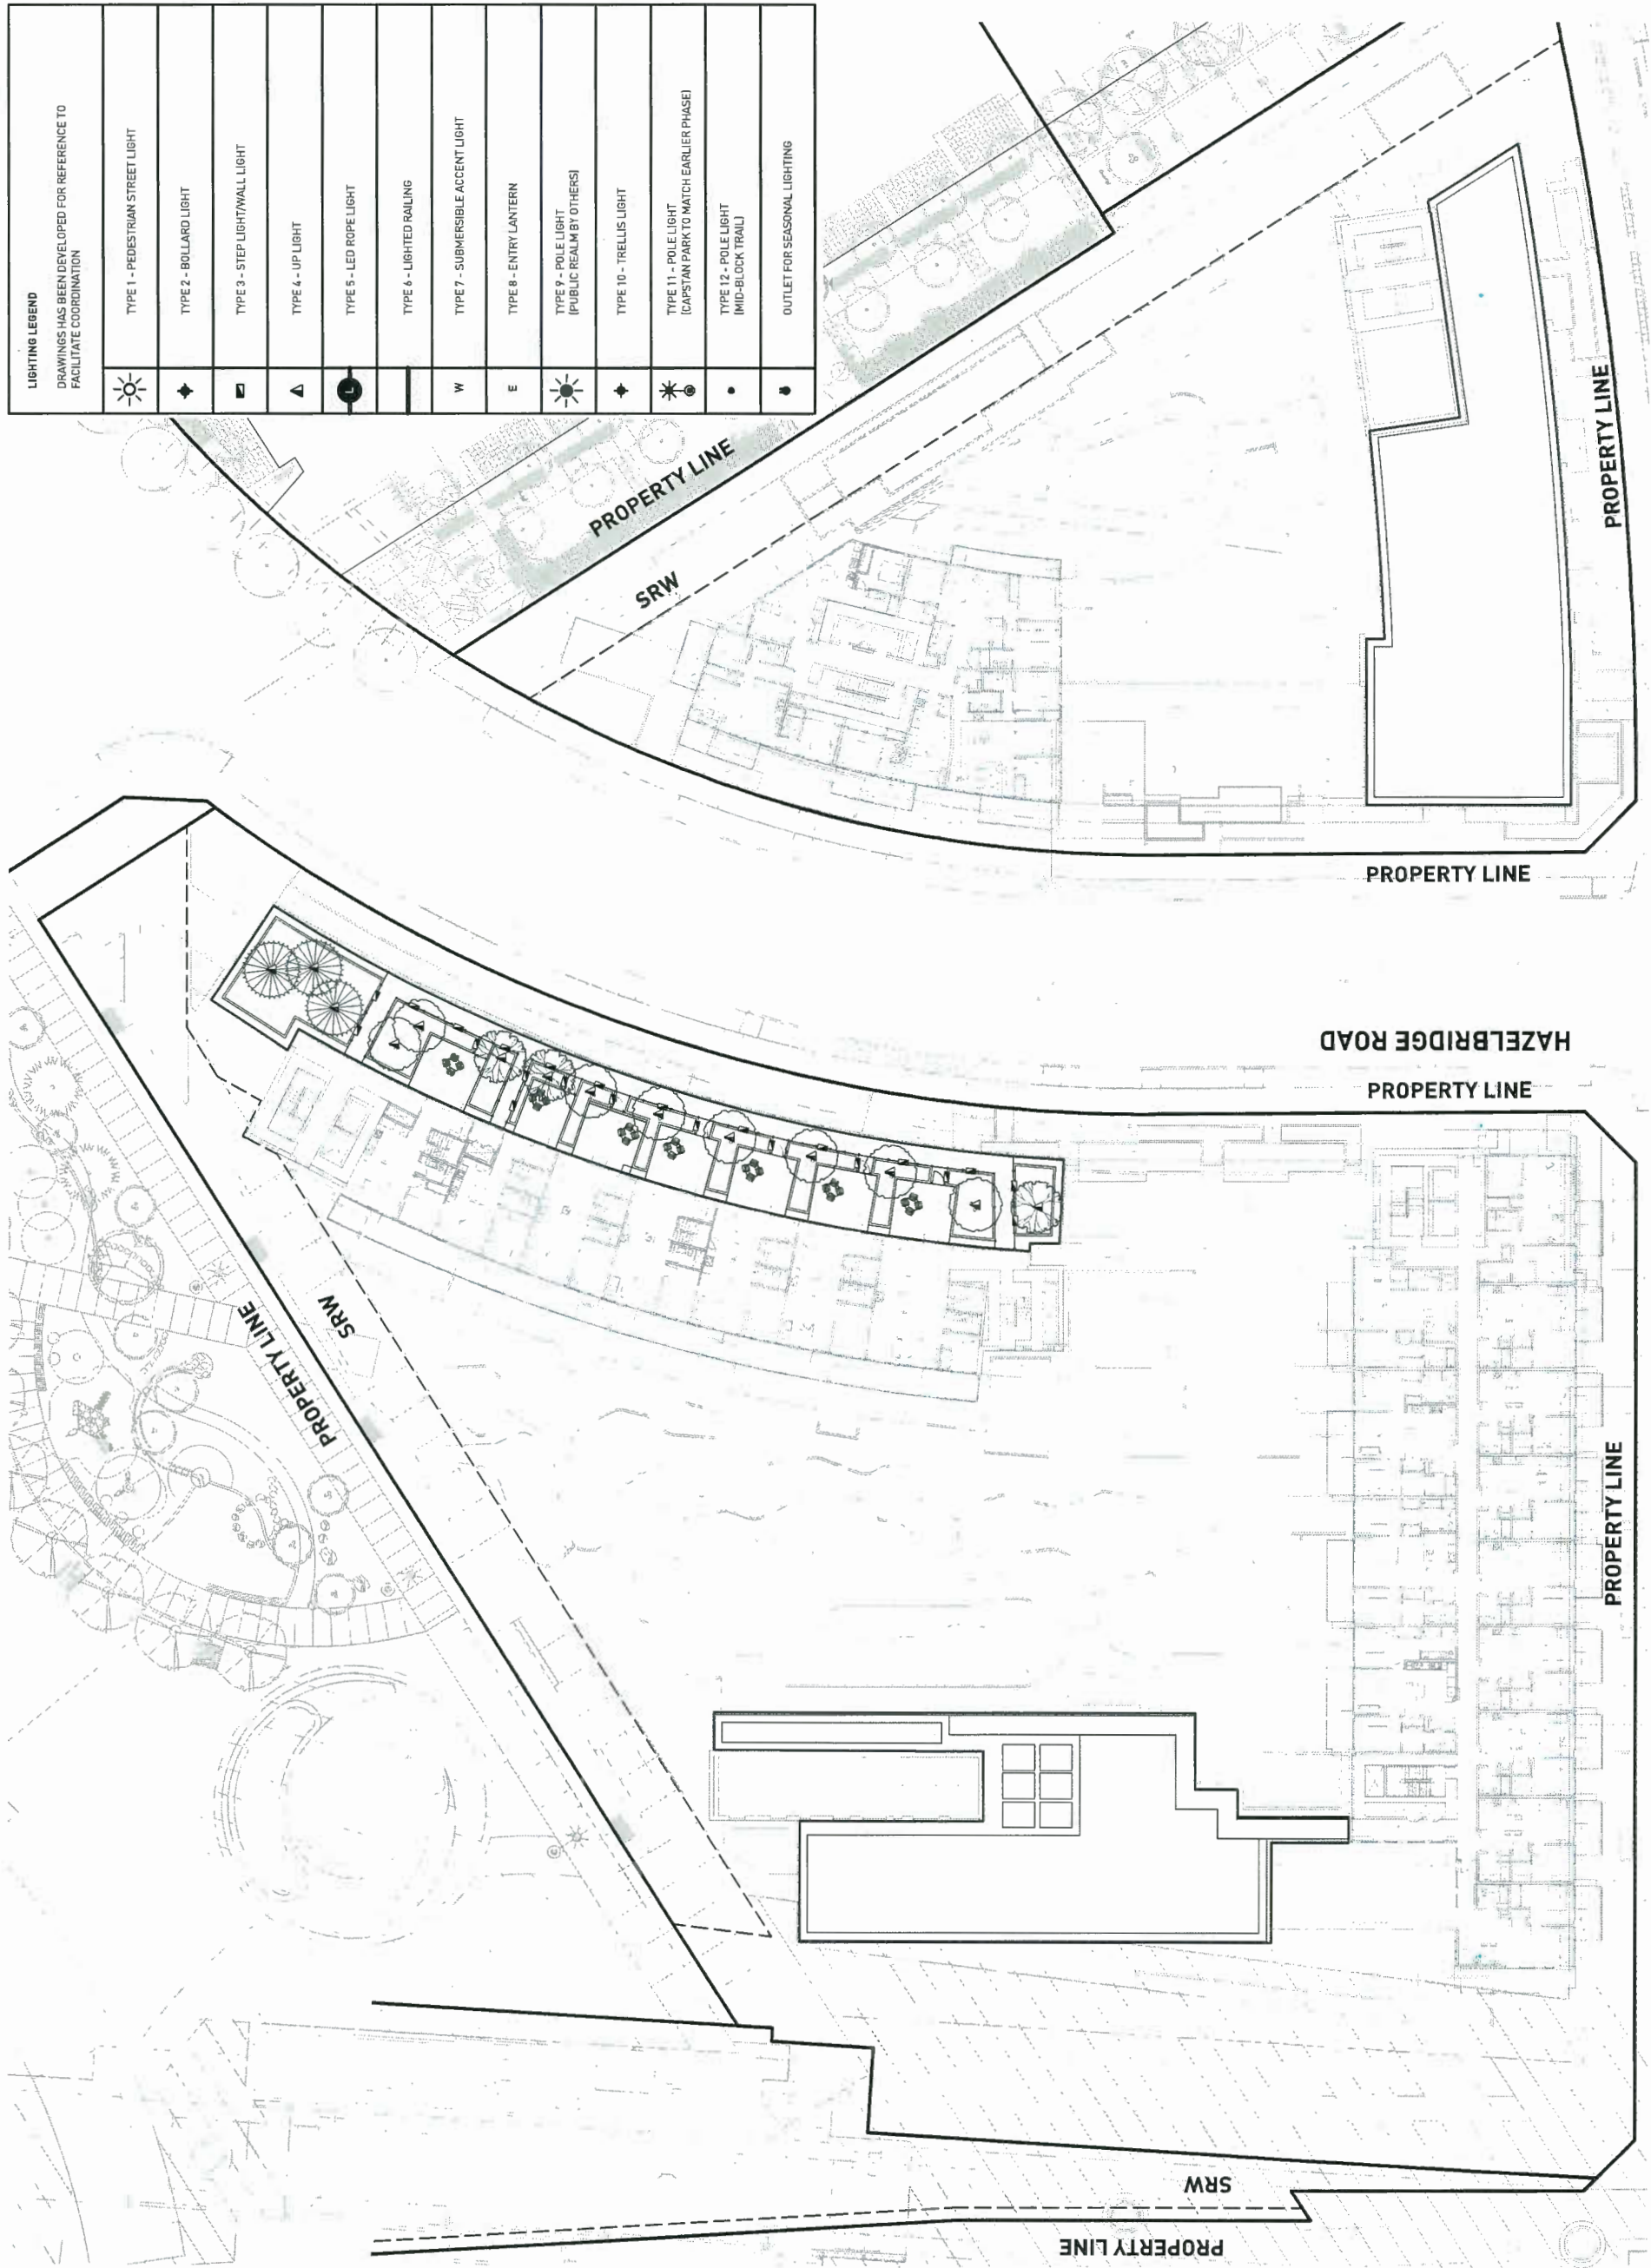 LIGHTING LEGEND
DRAWINGS HAS BEEN DEVELOPED FOR REFERENCE TO
FACILITATE COORDINATION
TYPE 1 - PEDESTRIAN STREET LIGHT
TYPE 2 - BOLLARD LIGHT
TYPE 3 - STEP LIGHT/WALL LIGHT
TYPE 4 - UP LIGHT
L
TYPE 5 - LED ROPE LIGHT
TYPE 6 - LIGHTED RAILING
W
TYPE 7 - SUBMERSIBLE ACCENT LIGHT
E
TYPE 8 - ENTRY LANTERN
TYPE 9 - POLE LIGHT
(PUBLIC REALM BY OTHERS)
TYPE 10 - TRELLIS LIGHT
TYPE 11 - POLE LIGHT
(CAPSTAN PARK TO MATCH EARLIER PHASE)
TYPE 12 - POLE LIGHT
(MID-BLOCK TRAIL)
OUTLET FOR SEASONAL LIGHTING
PROPERTY LINE
SRW
PROPERTY LINE
PROPERTY LINE
HAZELBRIDGE ROAD
PROPERTY LINE
PROPERTY LINE
SRW
PROPERTY LINE
SRW
PROPERTY LINE